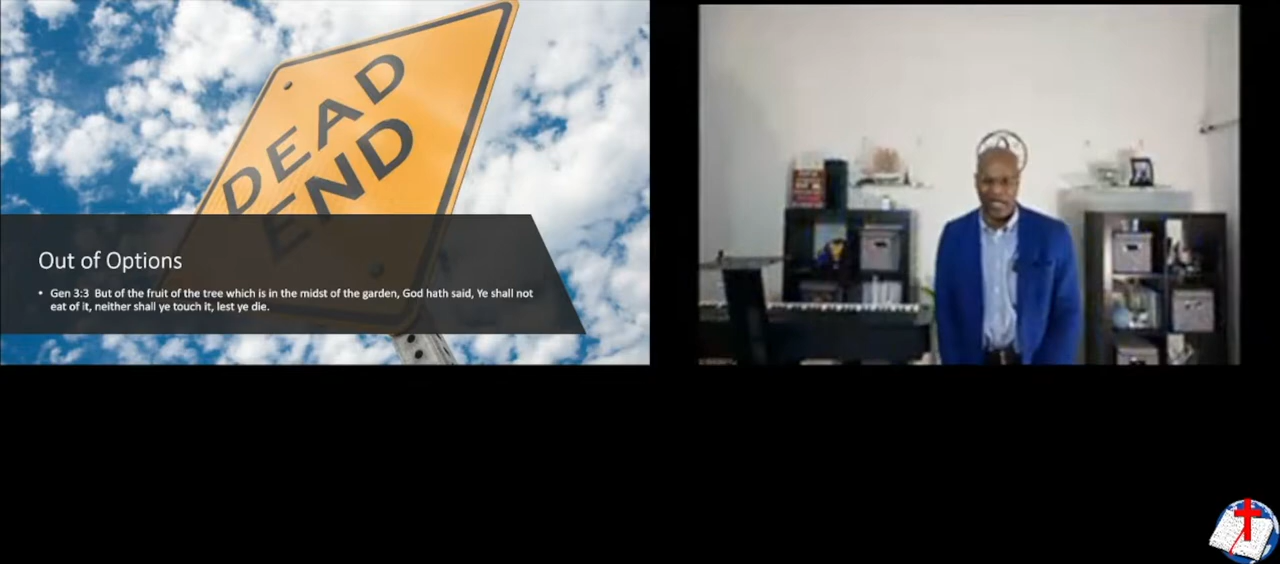 DEAD
END
Out of Options
• Gen 3:3 But of the fruit of the tree which is in the midst of the garden, God hath said, Ye shall not
eat of it, neither shall ye touch it, lest ye die.